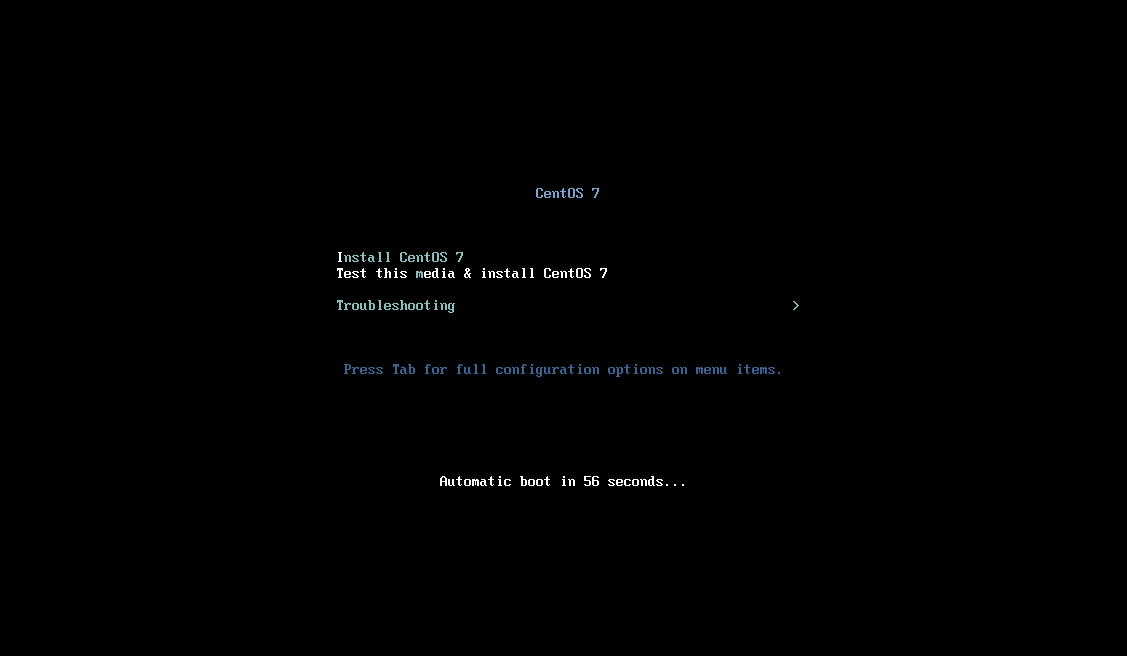 CentOS 7
Install CentOS 7
Test this media & install CentOS 7
Troubleshooting >
Press Tab for full configuration options on menu items.
Automatic boot in 56 seconds...